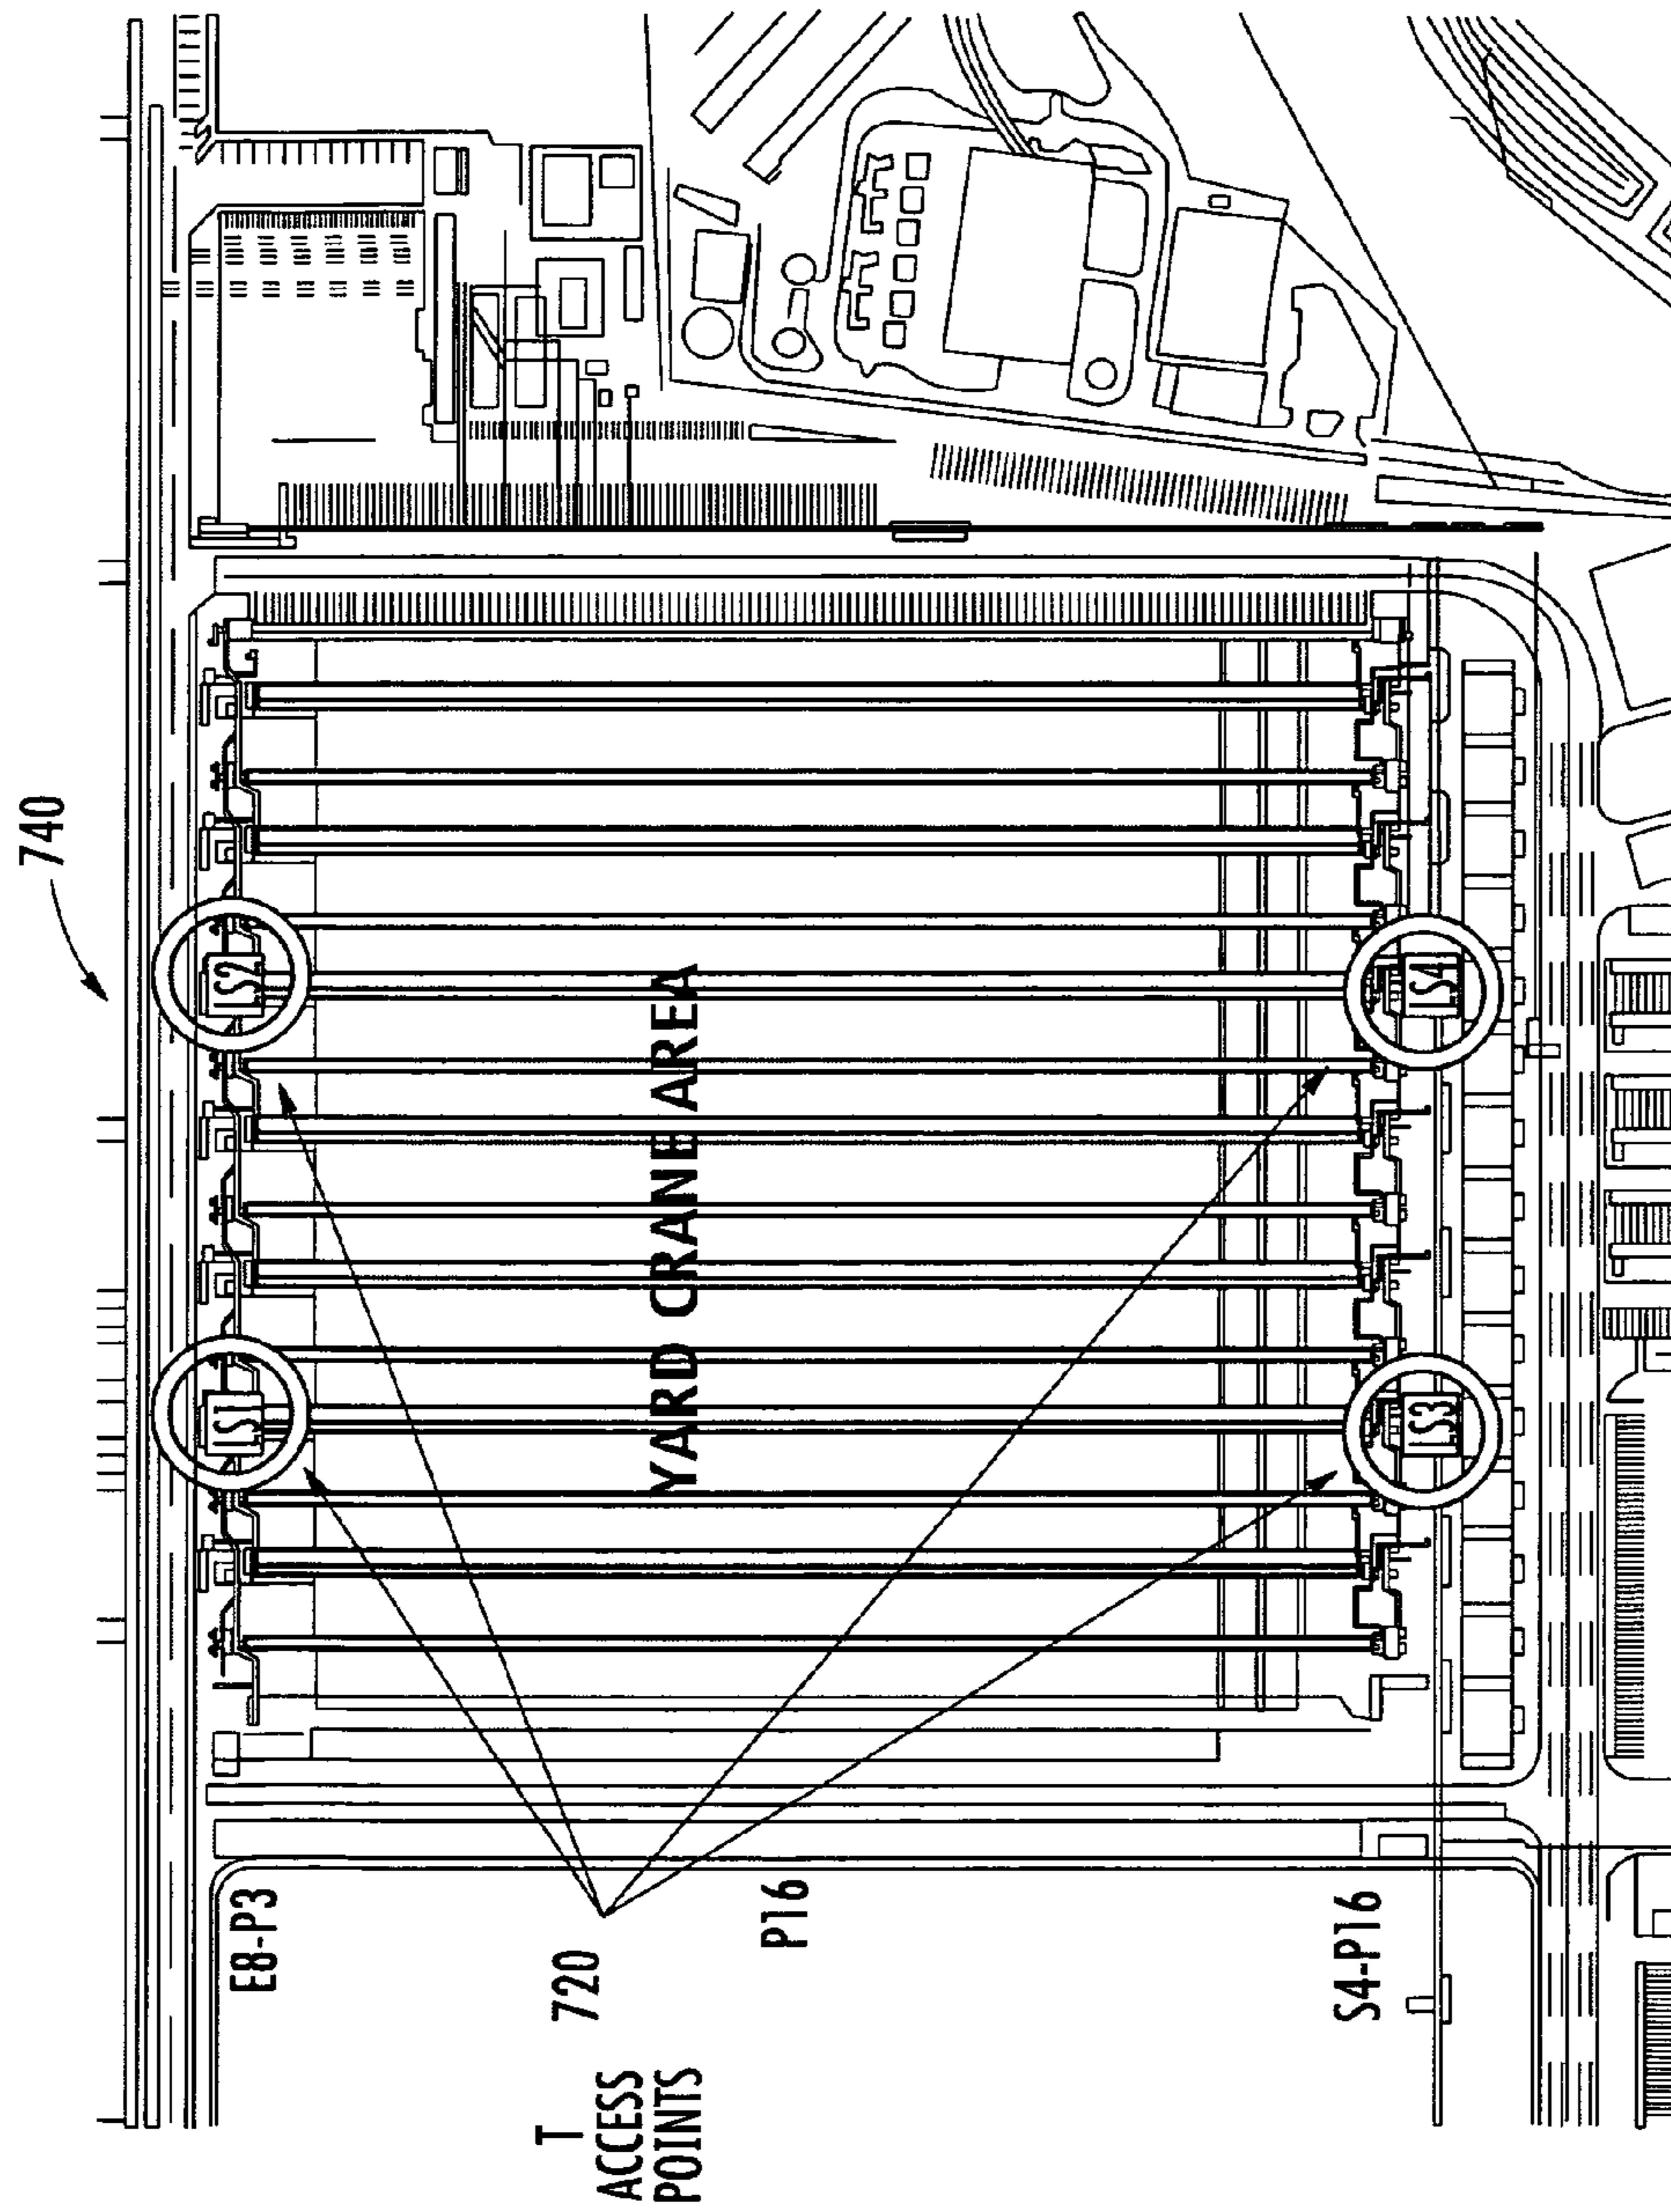 740
E8-P3
LS1
LS2
T
ACCESS
POINTS
720
YARD CRANE AREA
P16
S4-P16
LS3
LS4